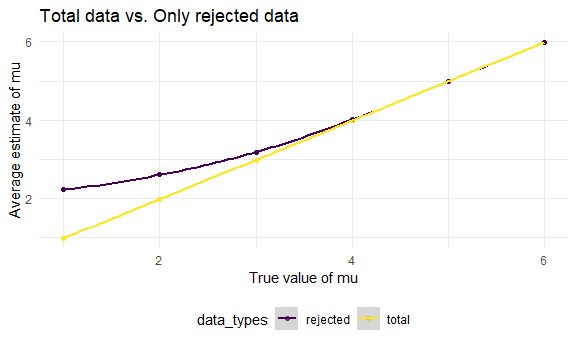 Total data vs. Only rejected data
Average estimate of mu
6
4
2
2
4
6
True value of mu
data_types rejected total